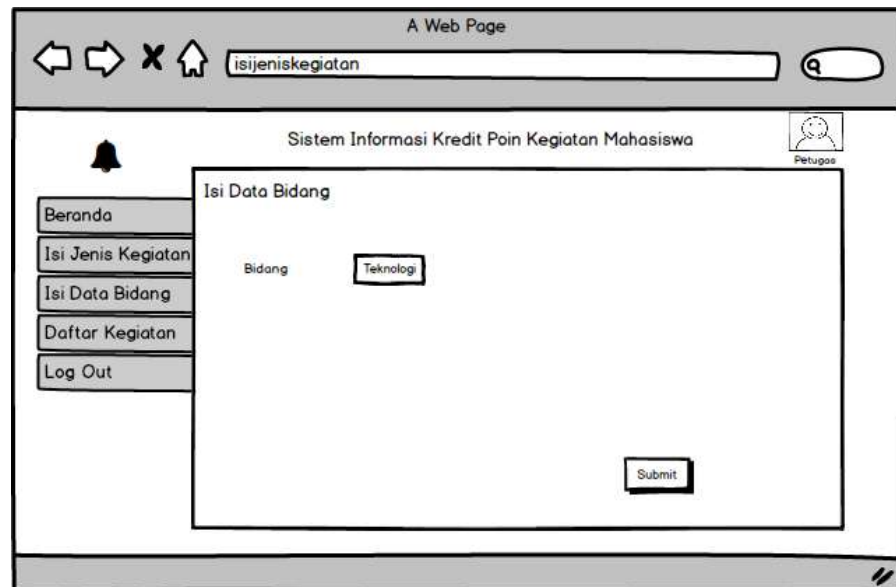 A Web Page
isijeniskegiatan
Sistem Informasi Kredit Poin Kegiatan Mahasiswa
Petugas
Isi Data Bidang
Beranda
Isi Jenis Kegiatan
Isi Data Bidang
Daftar Kegiatan
Log Out
Bidang
Teknologi
Submit